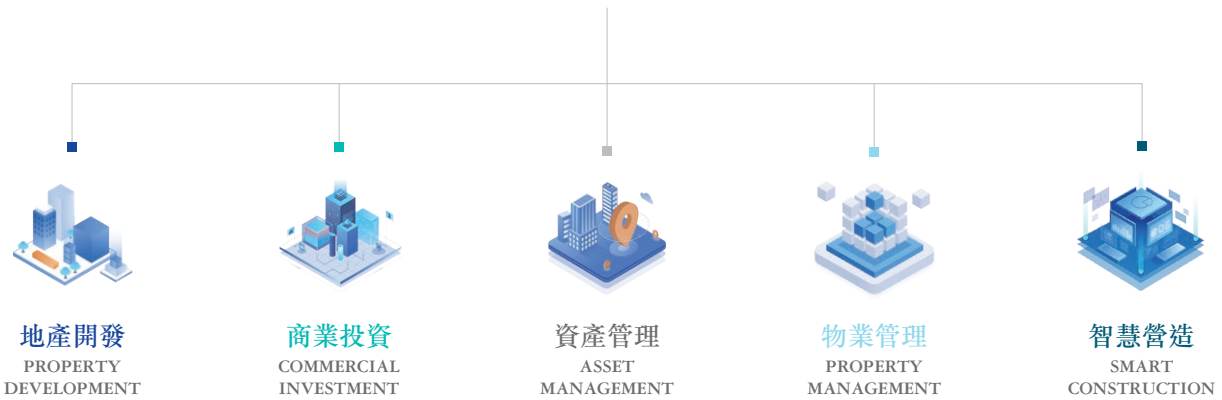 地產開發
PROPERTY
DEVELOPMENT
商業投資
COMMERCIAL
INVESTMENT
資產管理
ASSET
MANAGEMENT
物業管理
PROPERTY
MANAGEMENT
智慧營造
SMART
CONSTRUCTION